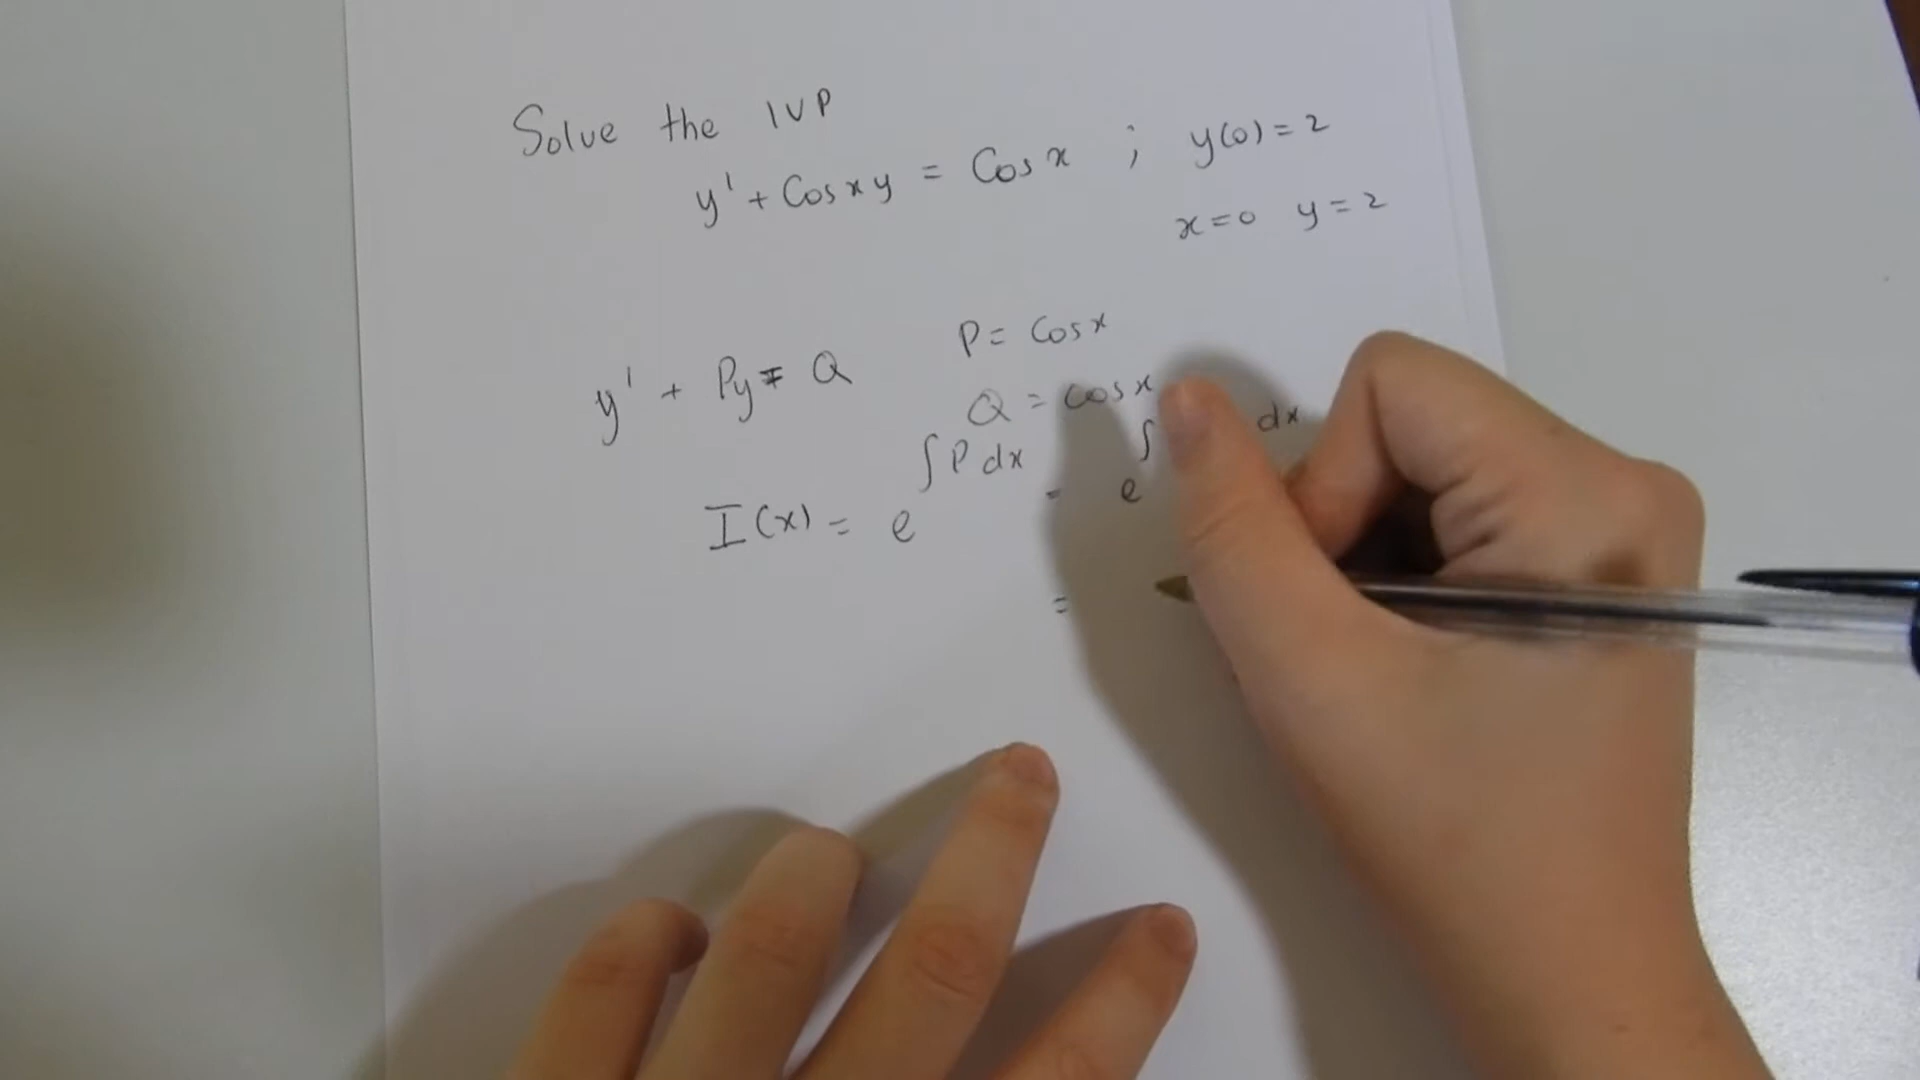 Solve the IVP
y' + Cos x y = Cos x ; y(0) = 2
x = 0 y = 2
P = Cos x
y' + Py = Q
Q = Cos x
I(x) = e^∫P dx = e^∫ dx
=